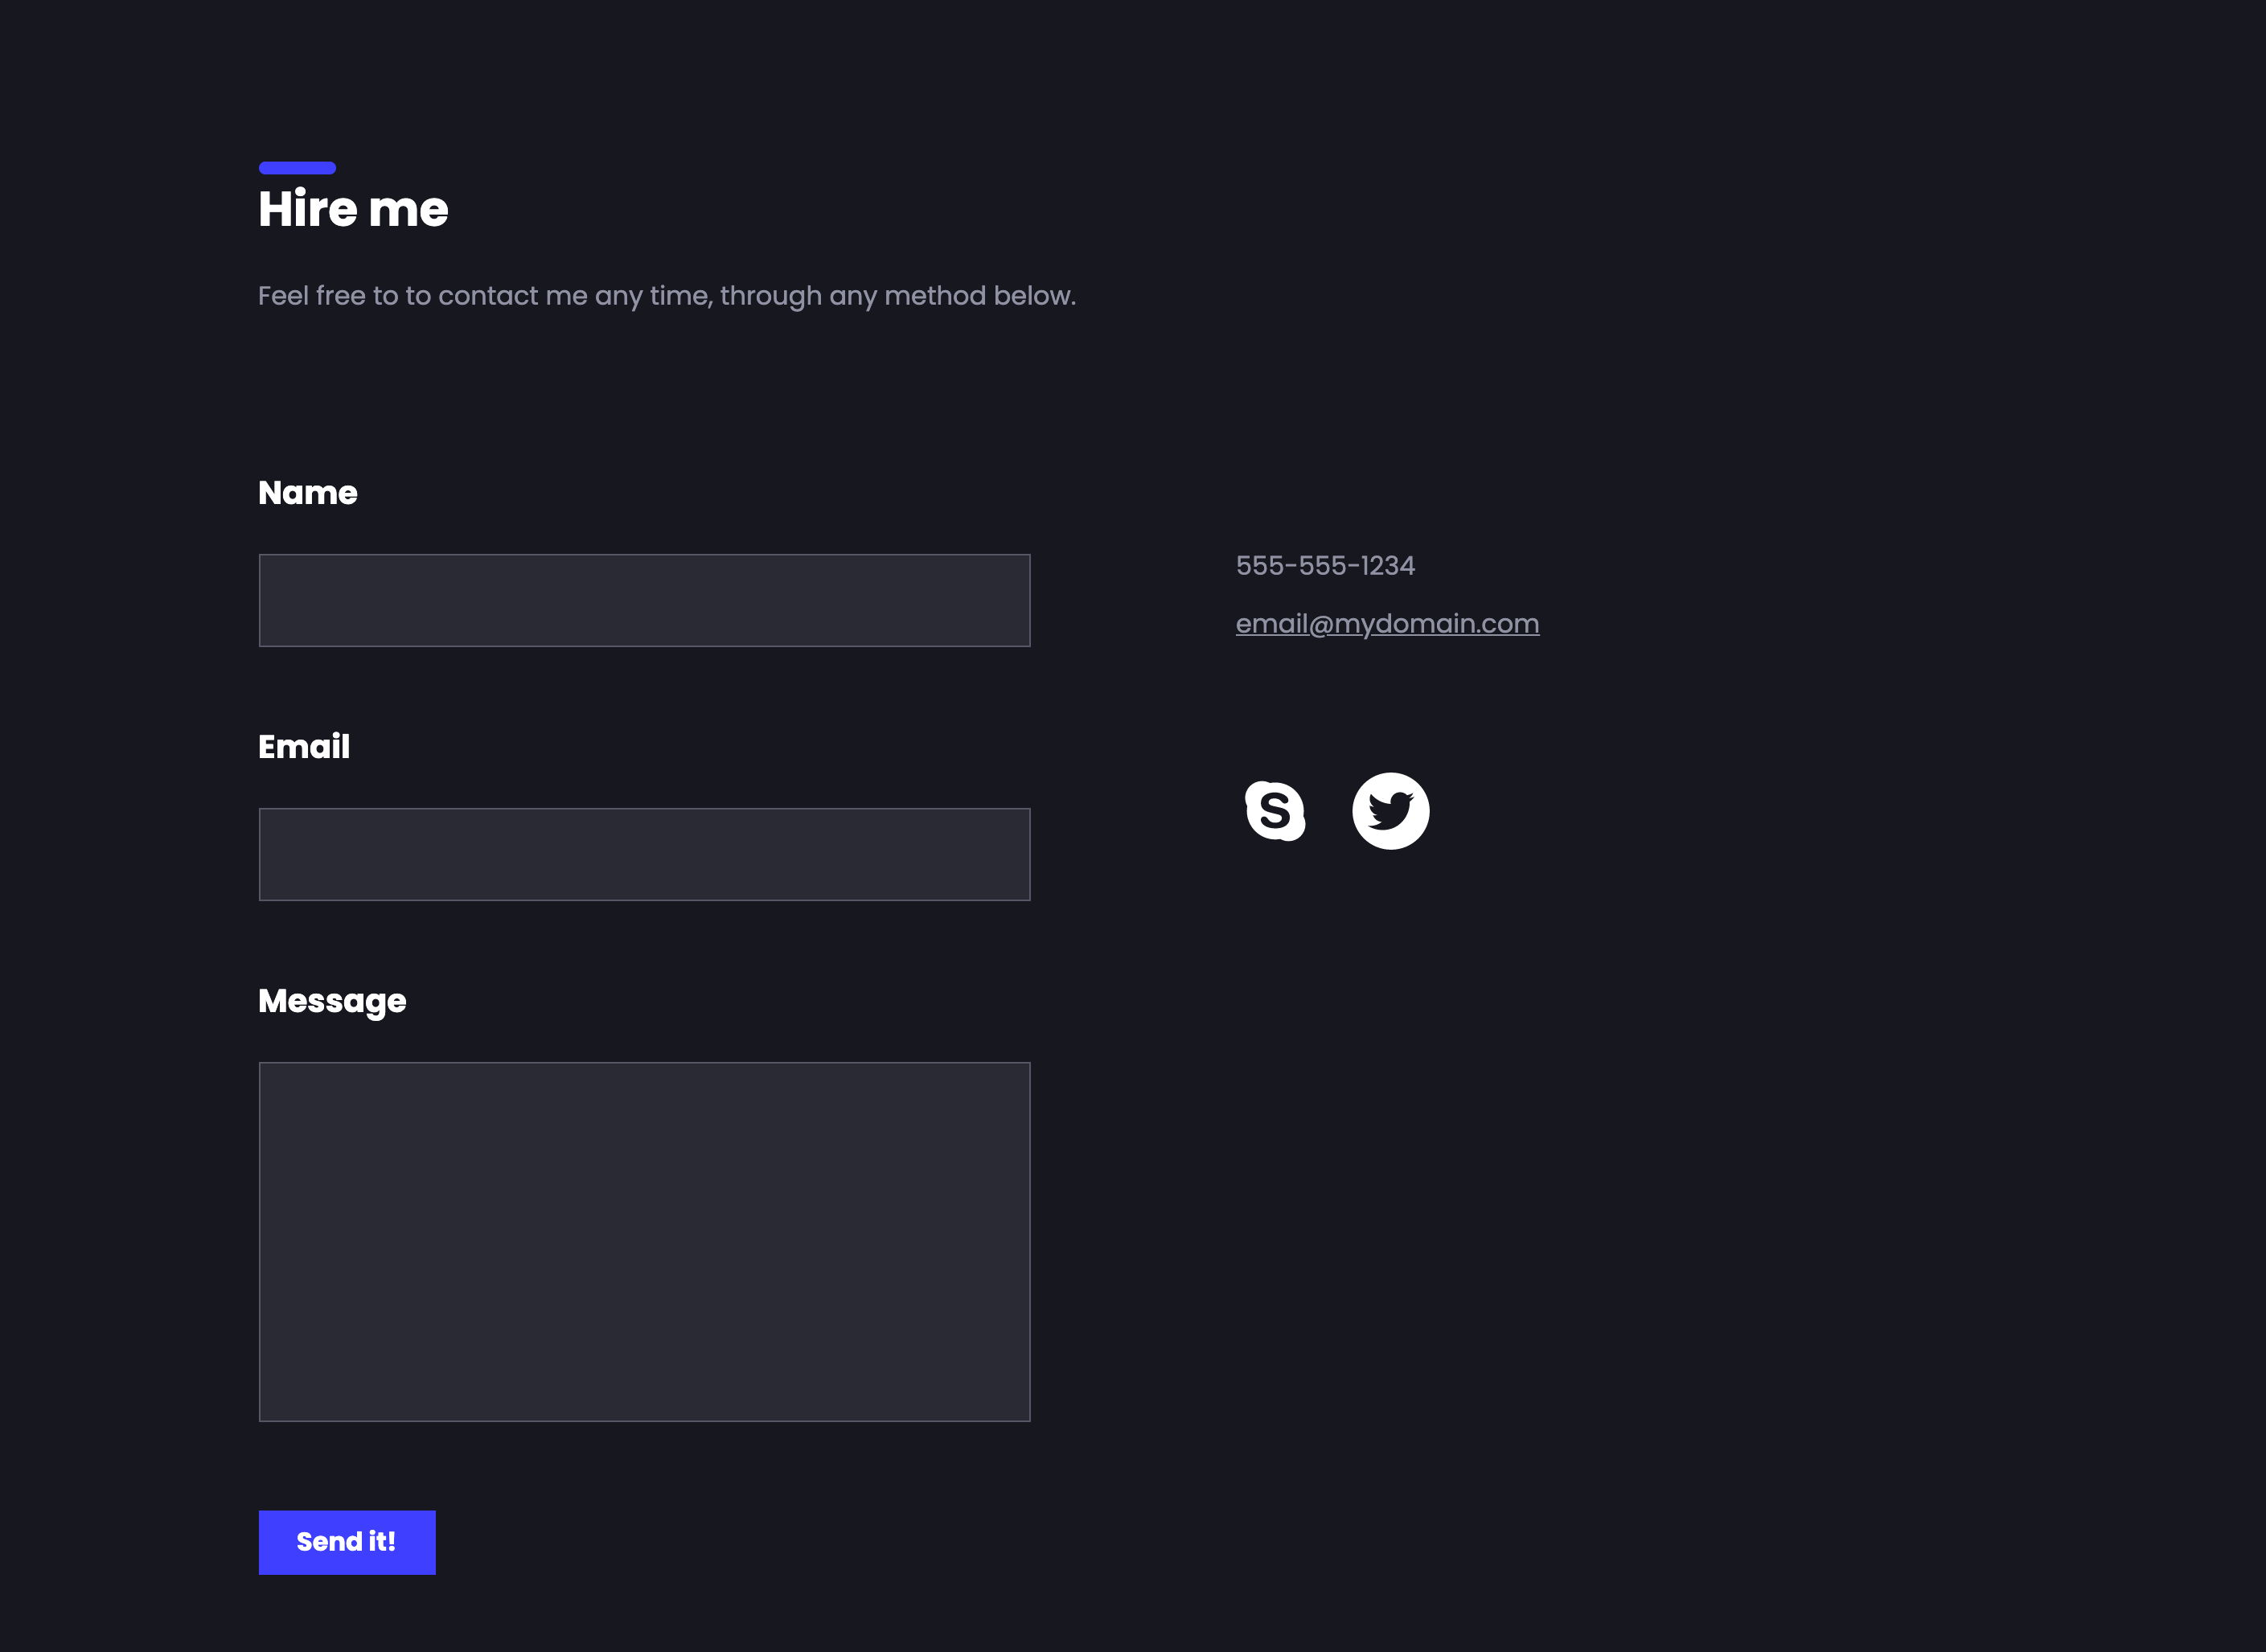 Hire me
Feel free to to contact me any time, through any method below.
Name
555-555-1234
email@mydomain.com
Email
Message
Send it!